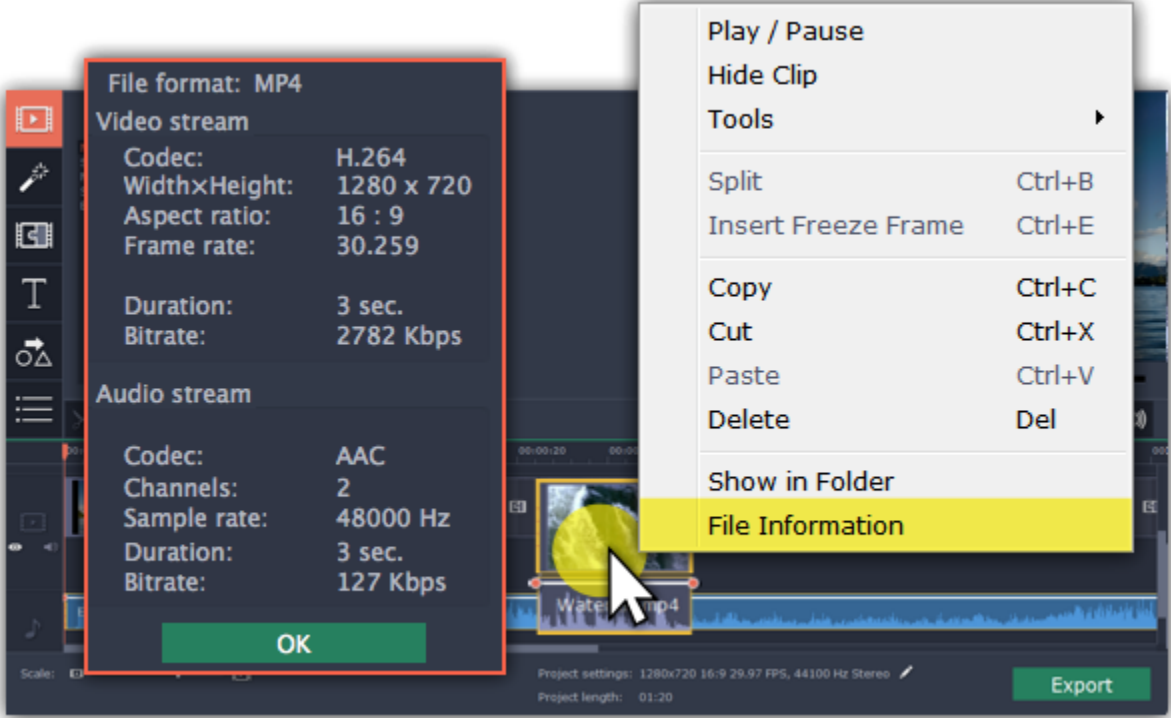 File format: MP4
Video stream
Codec: H.264
Width×Height: 1280 x 720
Aspect ratio: 16 : 9
Frame rate: 30.259
Duration: 3 sec.
Bitrate: 2782 Kbps
Audio stream
Codec: AAC
Channels: 2
Sample rate: 48000 Hz
Duration: 3 sec.
Bitrate: 127 Kbps
OK
Play / Pause
Hide Clip
Tools
Split Ctrl+B
Insert Freeze Frame Ctrl+E
Copy Ctrl+C
Cut Ctrl+X
Paste Ctrl+V
Delete Del
Show in Folder
File Information
T
00:00:20
mp4
Scale:
Project settings: 1280x720 16:9 29.97 FPS, 44100 Hz Stereo
Project length: 01:20
Export